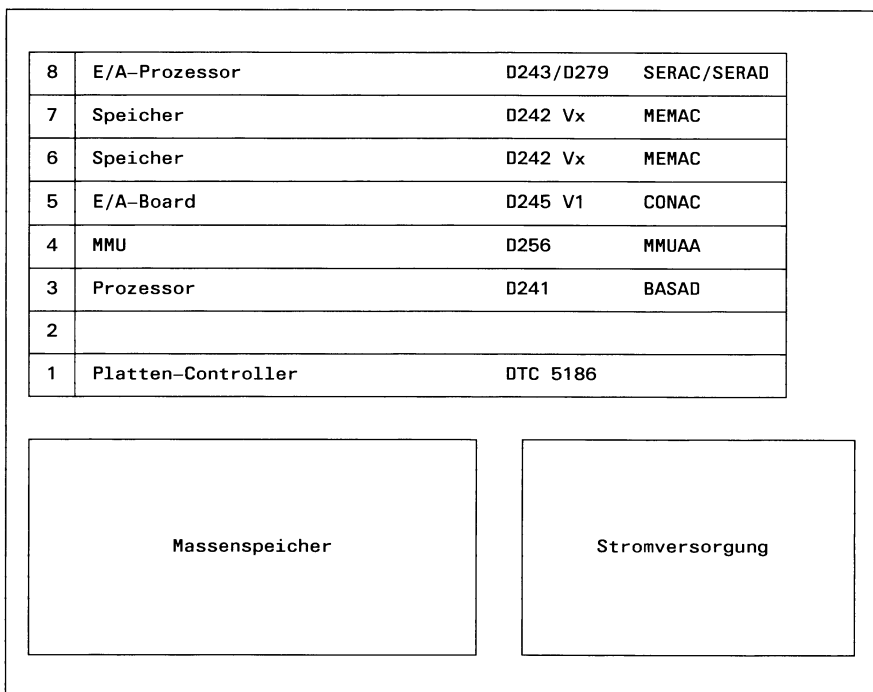 8 E/A-Prozessor D243/D279 SERAC/SERAD
7 Speicher D242 Vx MEMAC
6 Speicher D242 Vx MEMAC
5 E/A-Board D245 V1 CONAC
4 MMU D256 MMUAA
3 Prozessor D241 BASAD
2
1 Platten-Controller DTC 5186
Massenspeicher Stromversorgung